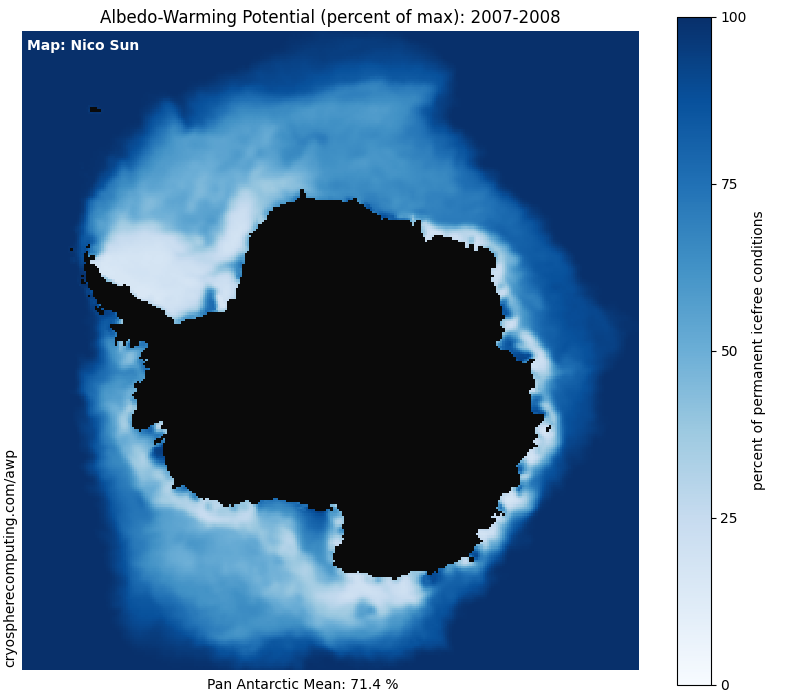 Albedo-Warming Potential (percent of max): 2007-2008
Map: Nico Sun
100
75
50
25
0
percent of permanent icefree conditions
cryospherecomputing.com/awp
Pan Antarctic Mean: 71.4 %